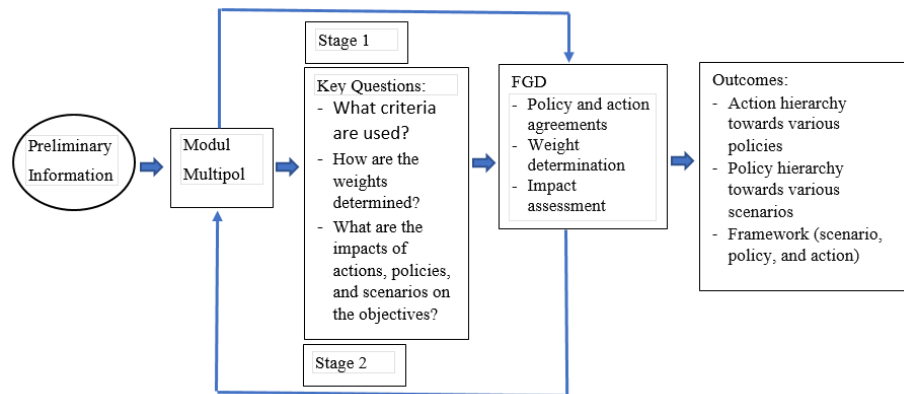 Stage 1
Preliminary
Information
Modul
Multipol
Key Questions:
- What criteria
are used?
- How are the
weights
determined?
- What are the
impacts of
actions, policies,
and scenarios on
the objectives?
FGD
- Policy and action
agreements
- Weight
determination
- Impact
assessment
Outcomes:
- Action hierarchy
towards various
policies
- Policy hierarchy
towards various
scenarios
- Framework (scenario,
policy, and action)
Stage 2